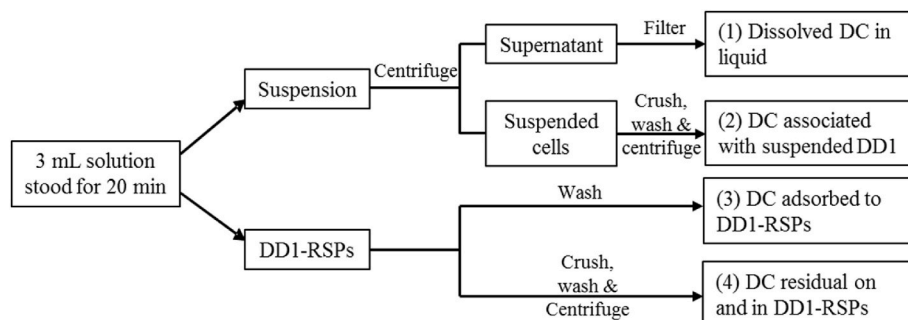 3 mL solution
stood for 20 min
Suspension
DD1-RSPs
Centrifuge
Supernatant
Suspended
cells
Filter
Crush,
wash &
centrifuge
Wash
Crush,
wash &
Centrifuge
(1) Dissolved DC in
liquid
(2) DC associated
with suspended DD1
(3) DC adsorbed to
DD1-RSPs
(4) DC residual on
and in DD1-RSPs